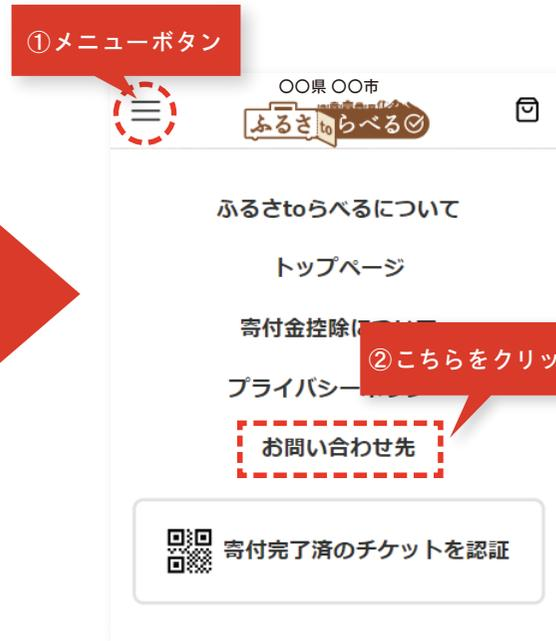 ①メニューボタン
〇〇県 〇〇市
ふるさtoらべる
ふるさtoらべるについて
トップページ
寄付金控除について
②こちらをクリッ
プライバシー
お問い合わせ先
寄付完了済のチケットを認証